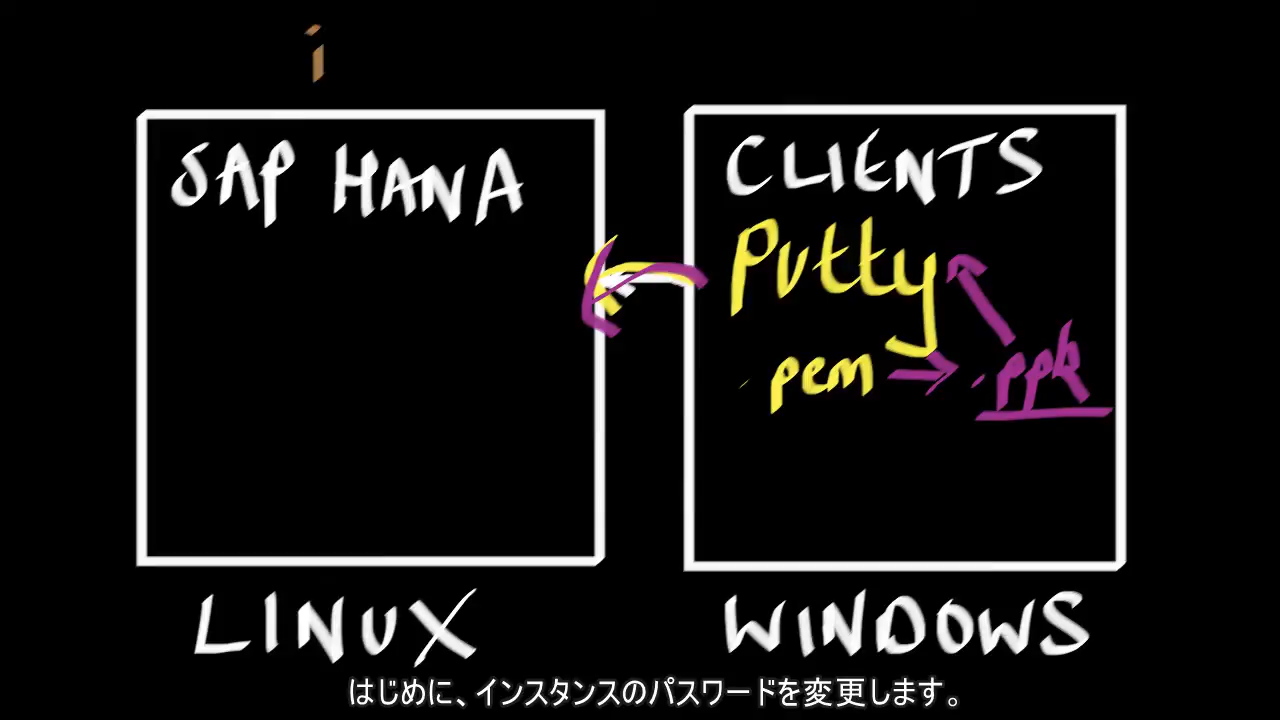 i
SAP HANA
CLIENTS
Putty
.pem → .ppk
LINUX
WINDOWS
はじめに、インスタンスのパスワードを変更します。